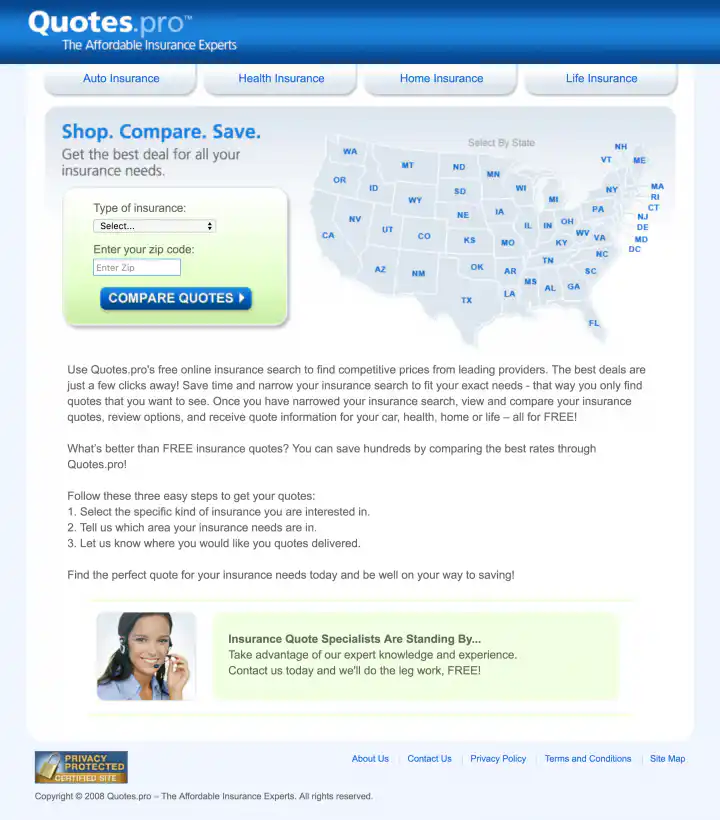 Quotes.pro™
The Affordable Insurance Experts
Auto Insurance
Health Insurance
Home Insurance
Life Insurance
Shop. Compare. Save.
Get the best deal for all your
insurance needs.
Type of insurance:
Select...
Enter your zip code:
Enter Zip
COMPARE QUOTES
Select By State
WA
OR
CA
ID
NV
MT
WY
UT
AZ
CO
NM
ND
SD
NE
KS
OK
TX
MN
IA
MO
AR
LA
WI
IL
MS
MI
IN
KY
TN
AL
OH
WV
GA
FL
VA
NC
SC
PA
NY
VT
NH
ME
MA
RI
CT
NJ
DE
MD
DC
Use Quotes.pro's free online insurance search to find competitive prices from leading providers. The best deals are
just a few clicks away! Save time and narrow your insurance search to fit your exact needs - that way you only find
quotes that you want to see. Once you have narrowed your insurance search, view and compare your insurance
quotes, review options, and receive quote information for your car, health, home or life – all for FREE!
What's better than FREE insurance quotes? You can save hundreds by comparing the best rates through
Quotes.pro!
Follow these three easy steps to get your quotes:
1. Select the specific kind of insurance you are interested in.
2. Tell us which area your insurance needs are in.
3. Let us know where you would like you quotes delivered.
Find the perfect quote for your insurance needs today and be well on your way to saving!
Insurance Quote Specialists Are Standing By...
Take advantage of our expert knowledge and experience.
Contact us today and we'll do the leg work, FREE!
PRIVACY
PROTECTED
CERTIFIED SITE
About Us
Contact Us
Privacy Policy
Terms and Conditions
Site Map
Copyright © 2008 Quotes.pro – The Affordable Insurance Experts. All rights reserved.